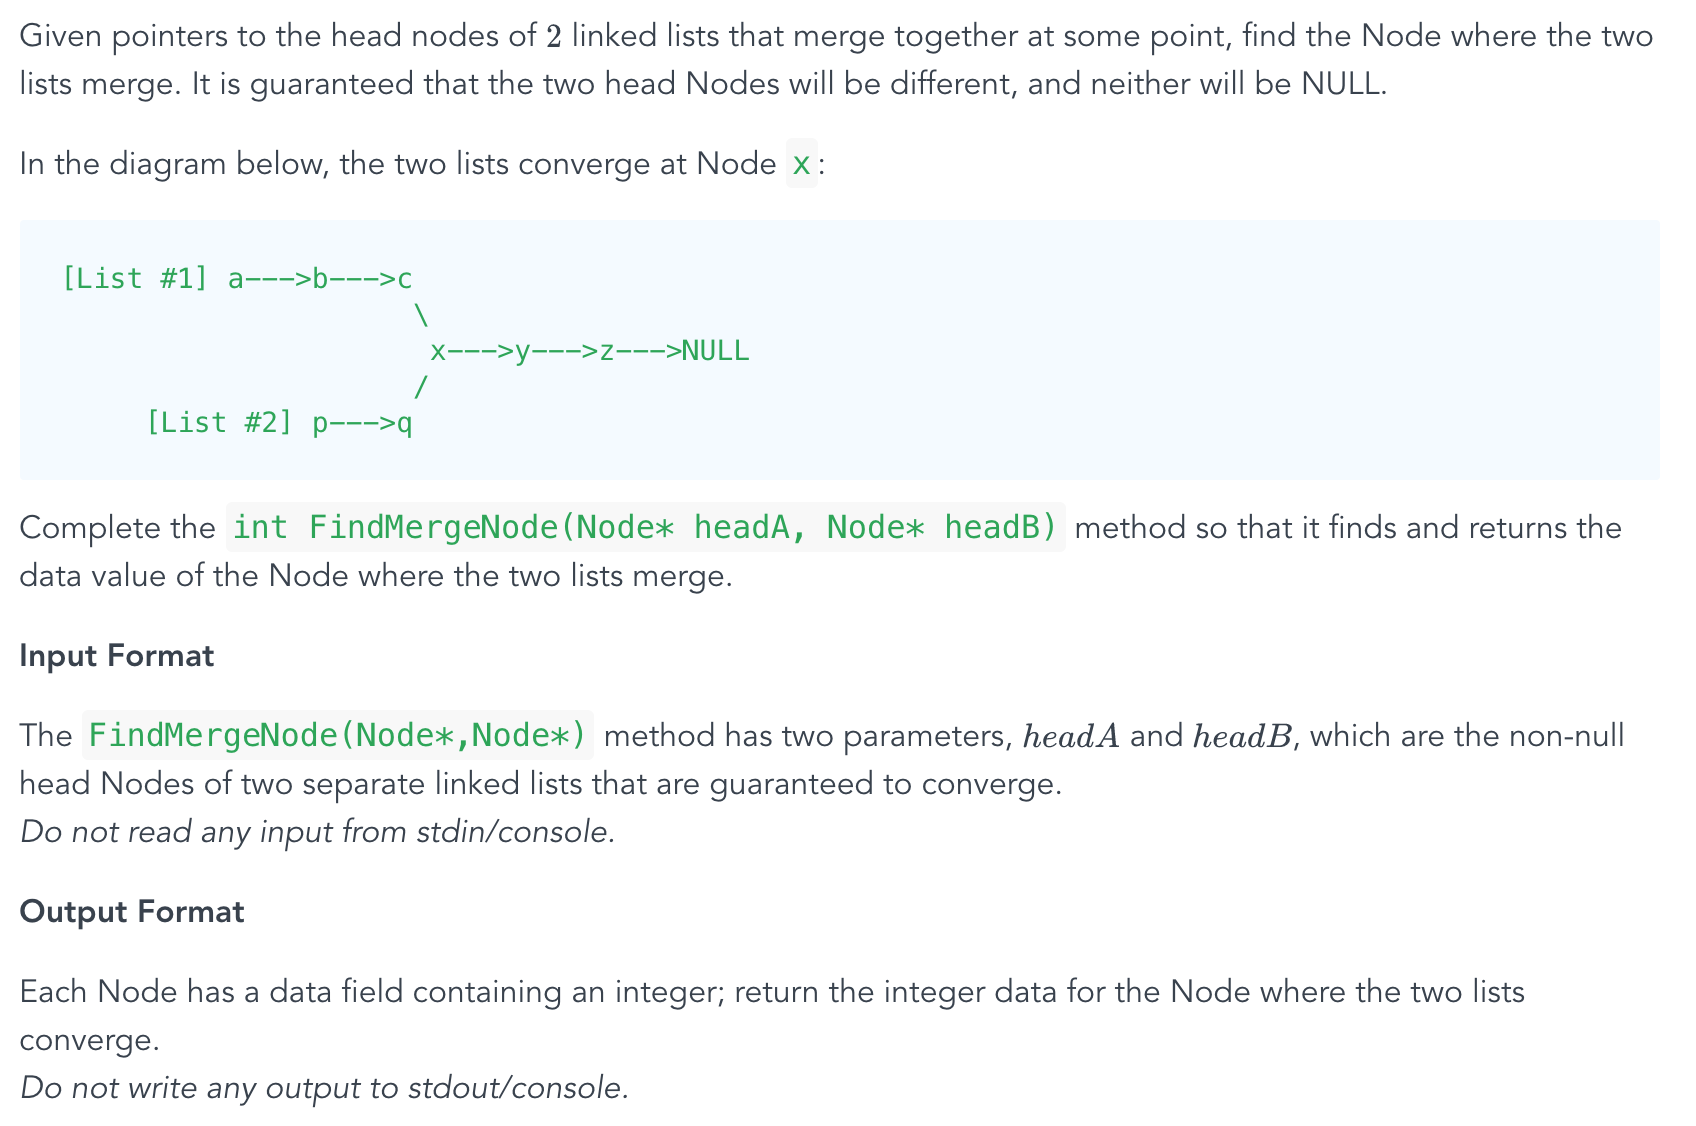 Given pointers to the head nodes of 2 linked lists that merge together at some point, find the Node where the two
lists merge. It is guaranteed that the two head Nodes will be different, and neither will be NULL.
In the diagram below, the two lists converge at Node x:
[List #1] a--->b--->c
\
x--->y--->z--->NULL
/
[List #2] p--->q
Complete the int FindMergeNode(Node* headA, Node* headB) method so that it finds and returns the
data value of the Node where the two lists merge.
Input Format
The FindMergeNode(Node*,Node*) method has two parameters, headA and headB, which are the non-null
head Nodes of two separate linked lists that are guaranteed to converge.
Do not read any input from stdin/console.
Output Format
Each Node has a data field containing an integer; return the integer data for the Node where the two lists
converge.
Do not write any output to stdout/console.